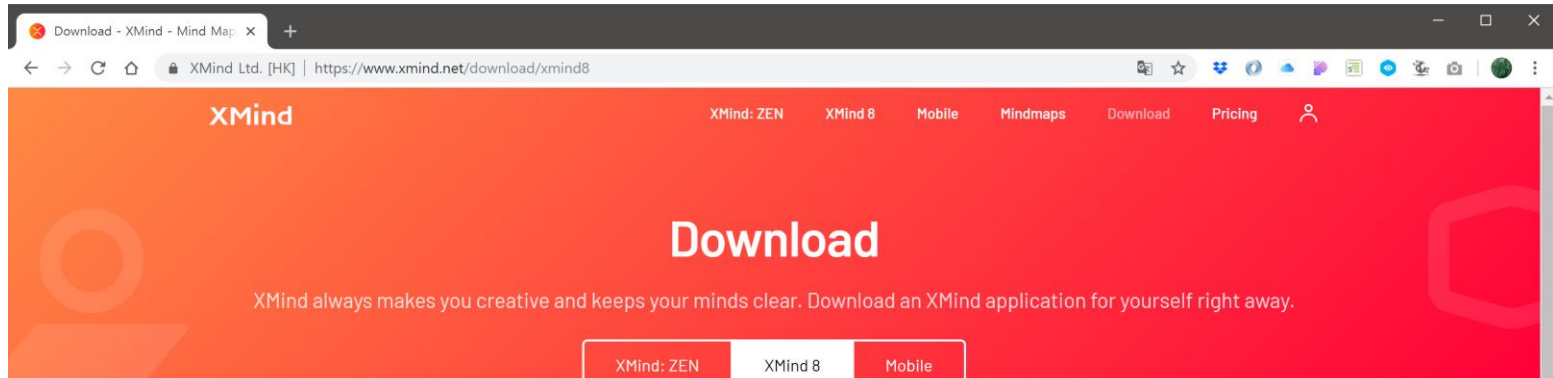 Download - XMind - Mind Map
XMind Ltd. [HK] | https://www.xmind.net/download/xmind8
XMind XMind: ZEN XMind 8 Mobile Mindmaps Download Pricing
Download
XMind always makes you creative and keeps your minds clear. Download an XMind application for yourself right away.
XMind: ZEN XMind 8 Mobile